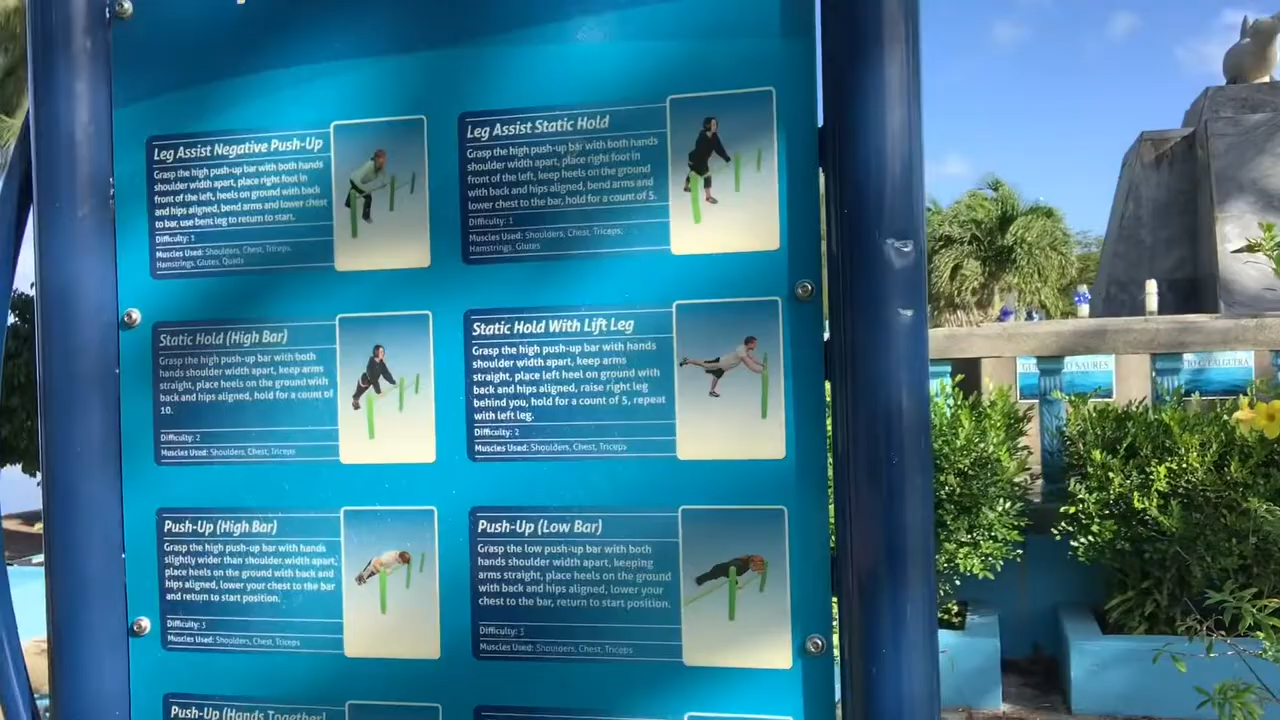 Leg Assist Negative Push-Up
Grasp the high push-up bar with both hands
shoulder width apart, place right foot in
front of the left, heels on ground with back
and hips aligned, bend arms and lower chest
to bar, use bent leg to return to start.
Difficulty: 1
Muscles Used: Shoulders, Chest, Triceps,
Hamstrings, Glutes, Quads
Leg Assist Static Hold
Grasp the high push-up bar with both hands
shoulder width apart, place right foot in
front of the left, keep heels on the ground
with back and hips aligned, bend arms and
lower chest to the bar, hold for a count of 5.
Difficulty: 1
Muscles Used: Shoulders, Chest, Triceps,
Hamstrings, Glutes
Static Hold (High Bar)
Grasp the high push-up bar with both
hands shoulder width apart, keep arms
straight, place heels on the ground with
back and hips aligned, hold for a count of
10.
Difficulty: 2
Muscles Used: Shoulders, Chest, Triceps
Static Hold With Lift Leg
Grasp the high push-up bar with hands
shoulder width apart, keep arms
straight, place left heel on ground with
back and hips aligned, raise right leg
behind you, hold for a count of 5, repeat
with left leg.
Difficulty: 2
Muscles Used: Shoulders, Chest, Triceps
Push-Up (High Bar)
Grasp the high push-up bar with hands
slightly wider than shoulder width apart,
place heels on the ground with back and
hips aligned, lower your chest to the bar
and return to start position.
Difficulty: 3
Muscles Used: Shoulders, Chest, Triceps
Push-Up (Low Bar)
Grasp the low push-up bar with both
hands shoulder width apart, keeping
arms straight, place heels on the ground
with back and hips aligned, lower your
chest to the bar, return to start position.
Difficulty: 3
Muscles Used: Shoulders, Chest, Triceps
Push-Up (Hands Together)
SAURES
C. FALGUERA